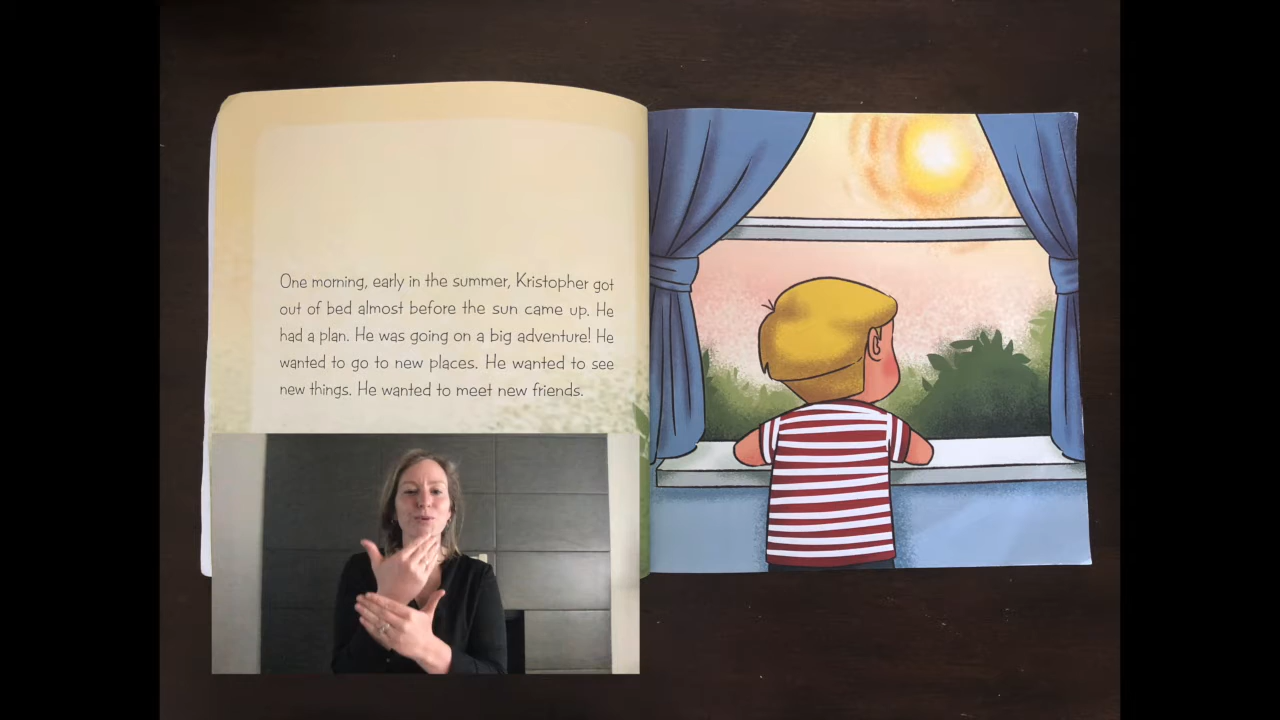 One morning, early in the summer, Kristopher got
out of bed almost before the sun came up. He
had a plan. He was going on a big adventure! He
wanted to go to new places. He wanted to see
new things. He wanted to meet new friends.